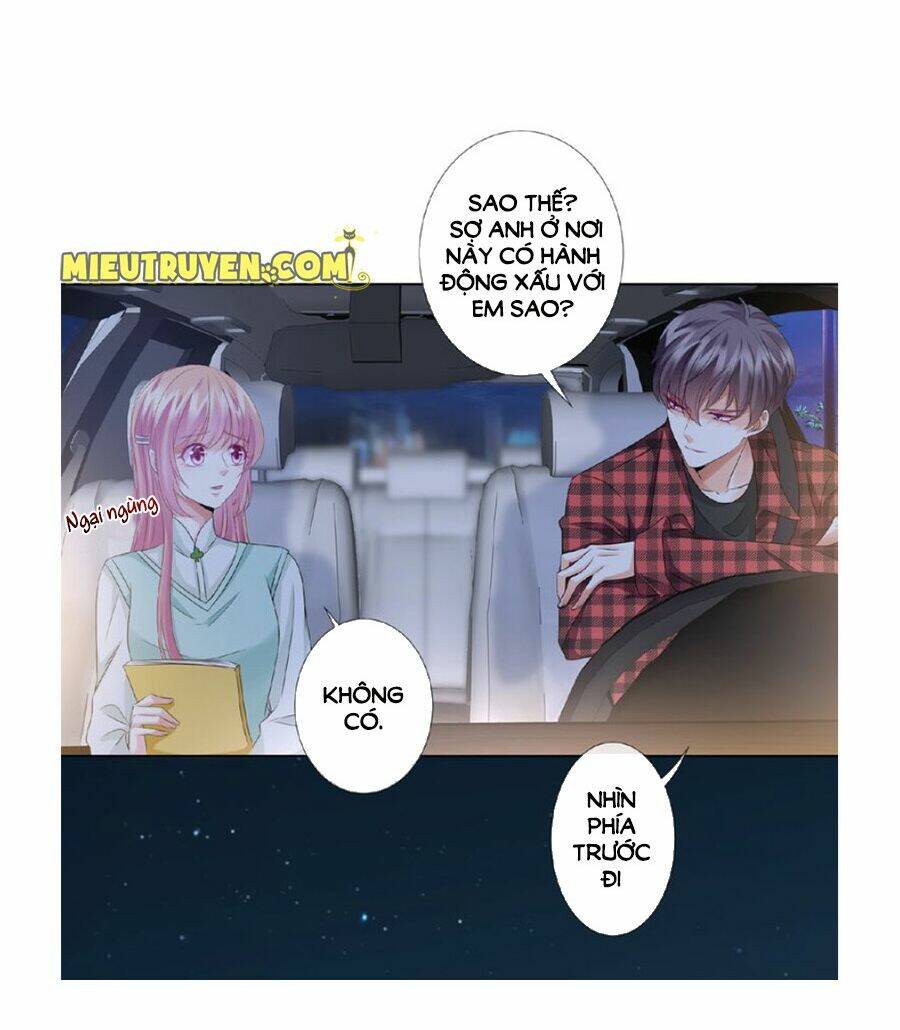 SAO THẾ?
SỢ ANH Ở NƠI
NÀY CÓ HÀNH
ĐỘNG XẤU VỚI
EM SAO?
MIEUTRUYEN.COM
Ngại ngùng
KHÔNG
CÓ.
NHÌN
PHÍA
TRƯỚC
ĐI